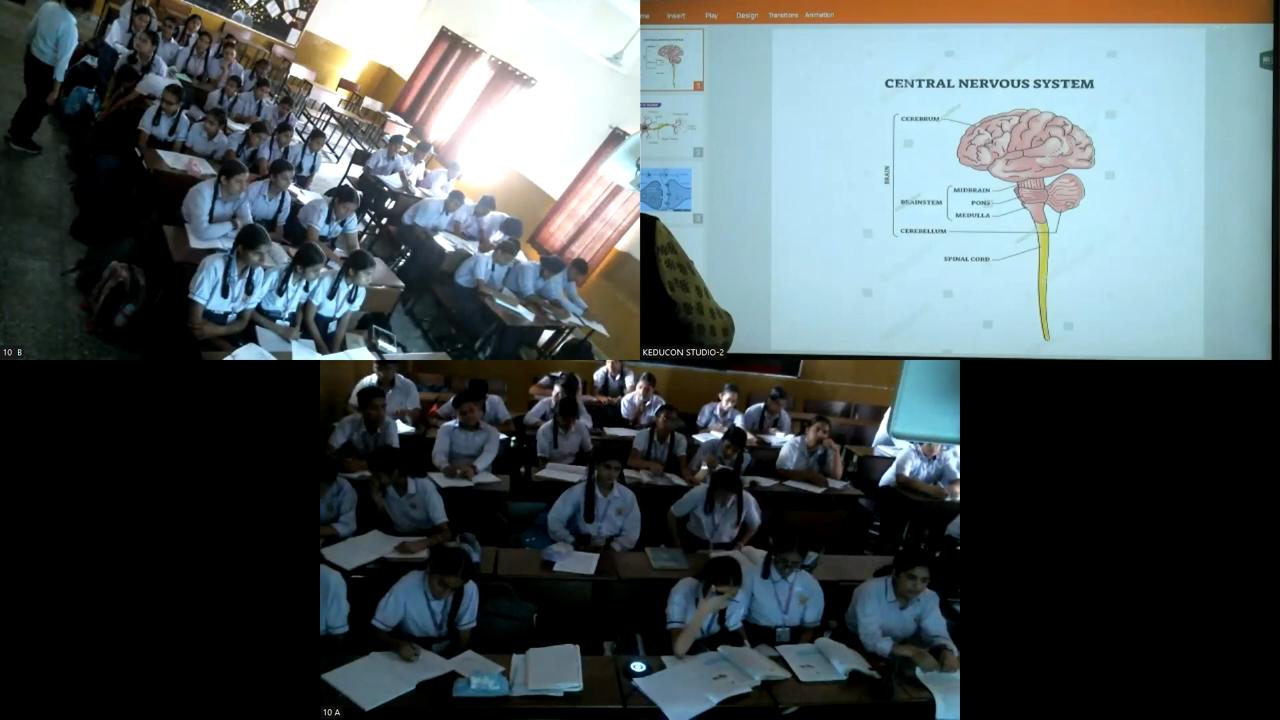 Insert Play Design Transitions Animation
CENTRAL NERVOUS SYSTEM
CEREBRUM
BRAIN
MIDBRAIN
BRAINSTEM
PONS
MEDULLA
CEREBELLUM
SPINAL CORD
10 B
KEDUCON STUDIO-2
10 A